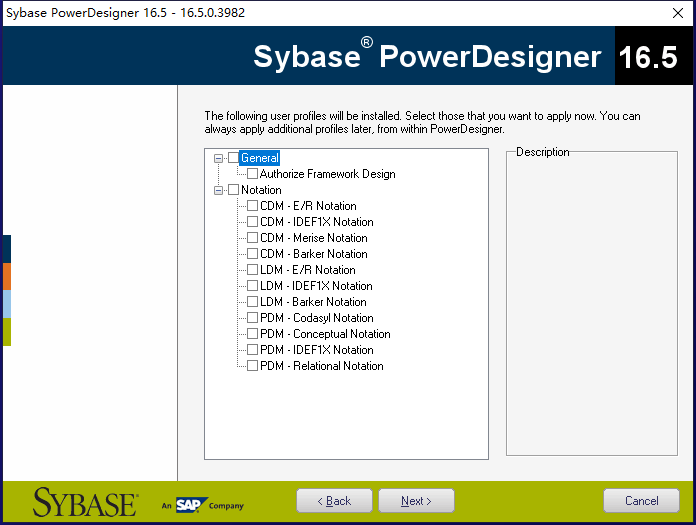 Sybase PowerDesigner 16.5 - 16.5.0.3982
Sybase® PowerDesigner 16.5
The following user profiles will be installed. Select those that you want to apply now. You can
always apply additional profiles later, from within PowerDesigner.
General
Authorize Framework Design
Notation
CDM - E/R Notation
CDM - IDEF1X Notation
CDM - Merise Notation
CDM - Barker Notation
LDM - E/R Notation
LDM - IDEF1X Notation
LDM - Barker Notation
PDM - Codasyl Notation
PDM - Conceptual Notation
PDM - IDEF1X Notation
PDM - Relational Notation
Description
SYBASE® An SAP Company
< Back
Next >
Cancel